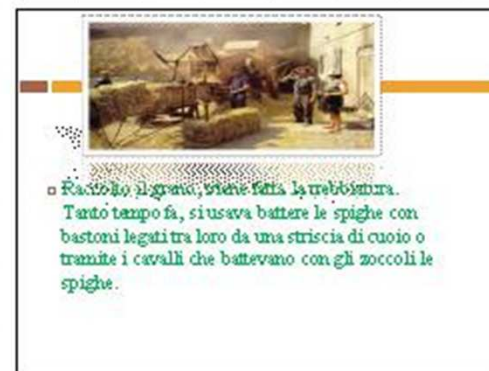 Raccolto il grano, viene fatta la trebbiatura.
Tanto tempo fa, si usava battere le spighe con
bastoni legati tra loro da una striscia di cuoio o
tramite i cavalli che battevano con gli zoccoli le
spighe.